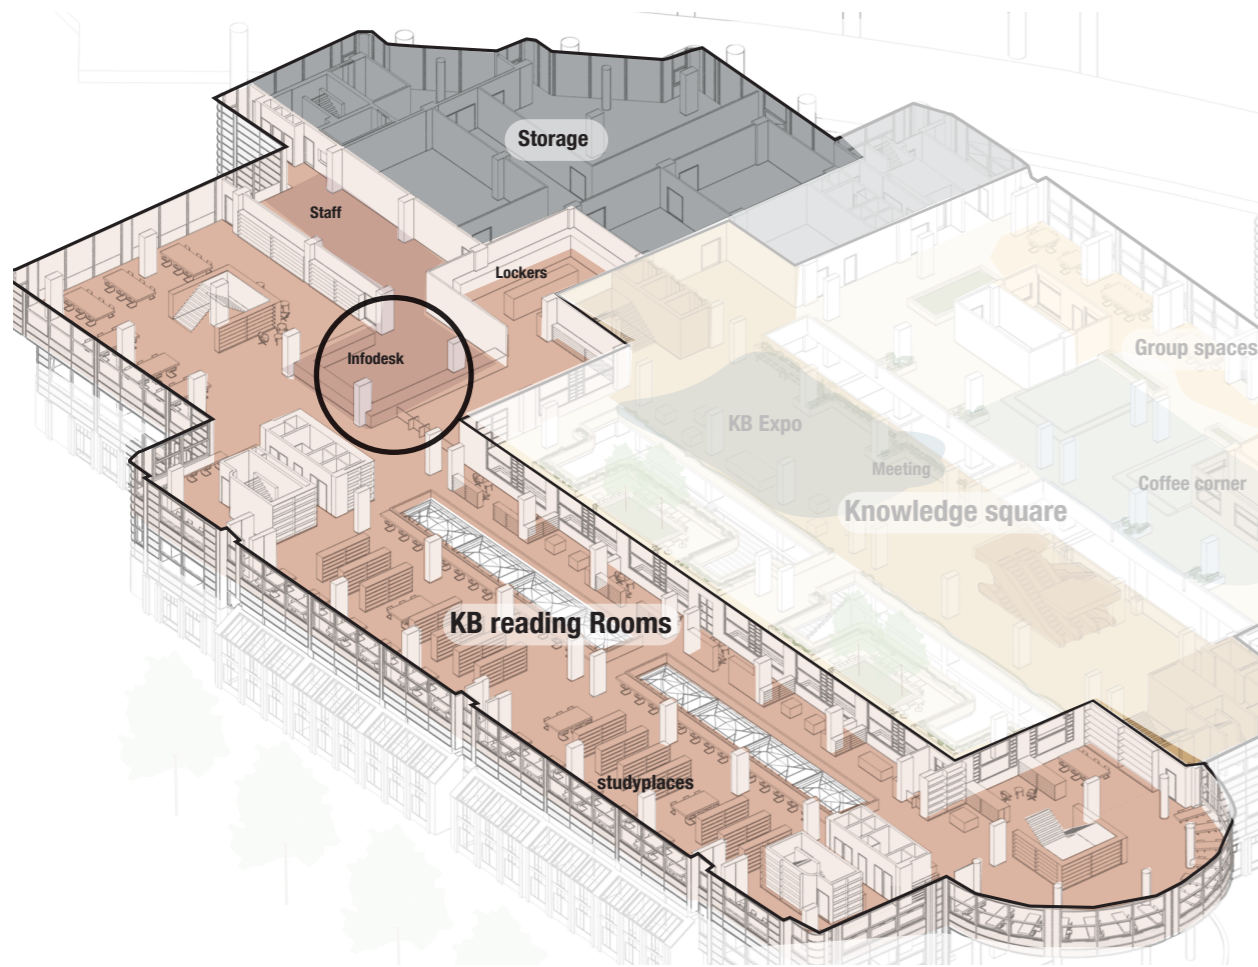 Storage
Staff
Lockers
Infodesk
Group spaces
KB Expo
Meeting
Coffee corner
Knowledge square
KB reading Rooms
studyplaces